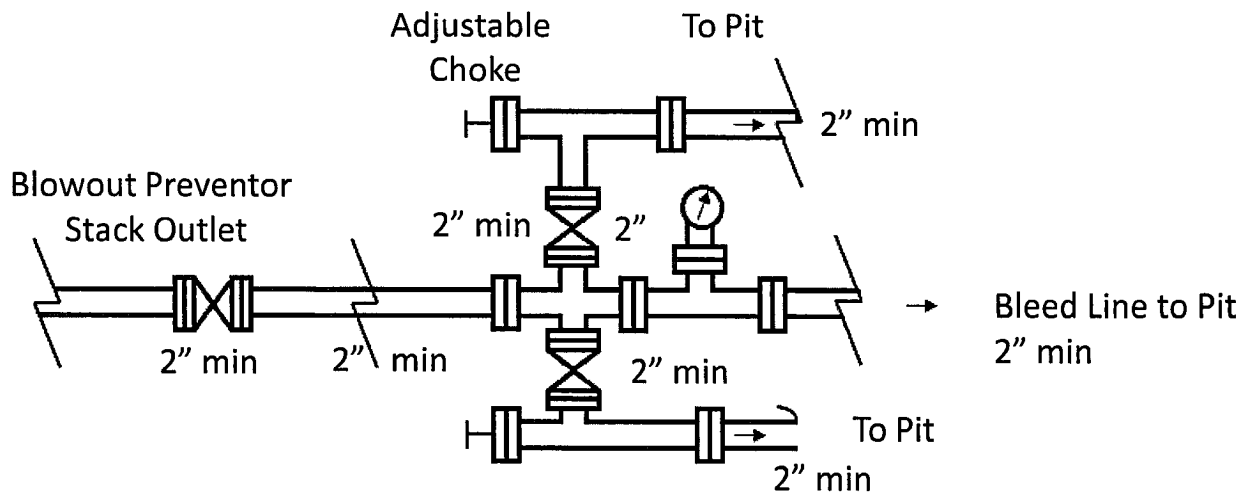 Adjustable
Choke
To Pit
2” min
Blowout Preventor
Stack Outlet
2” min
2”
2” min
2” min
2” min
Bleed Line to Pit
2” min
To Pit
2” min